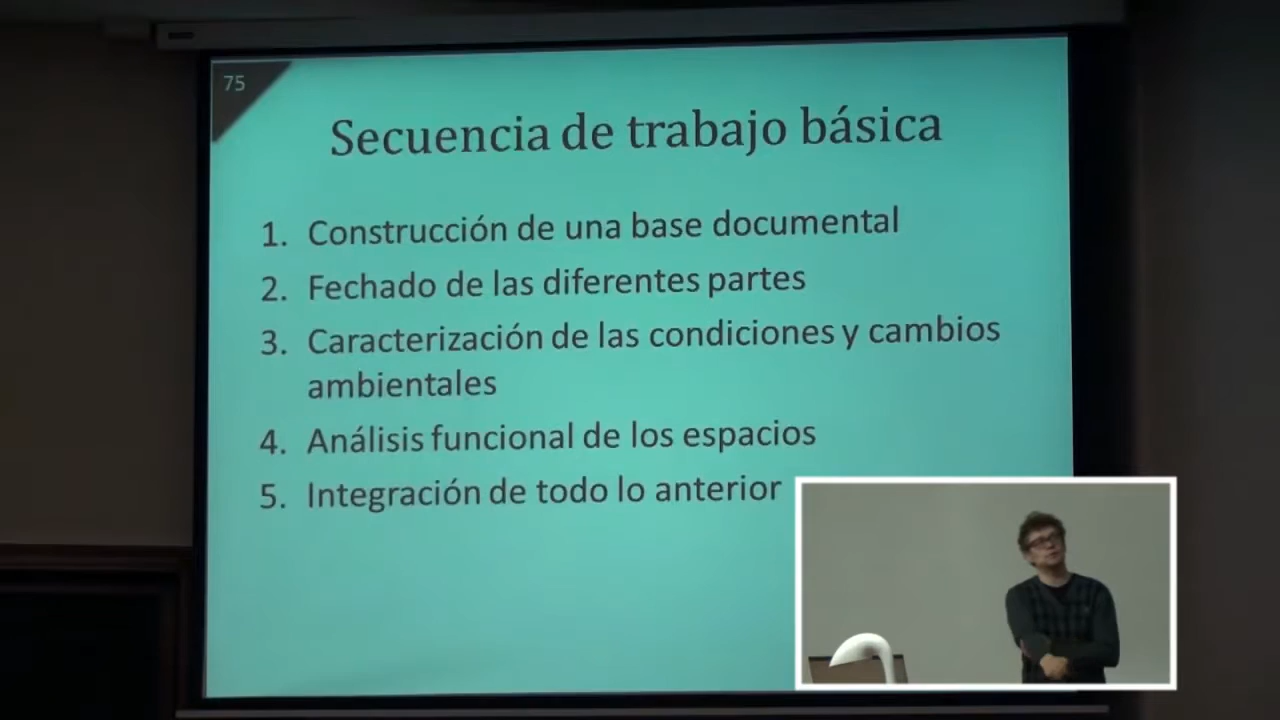 75
Secuencia de trabajo básica
1. Construcción de una base documental
2. Fechado de las diferentes partes
3. Caracterización de las condiciones y cambios
ambientales
4. Análisis funcional de los espacios
5. Integración de todo lo anterior